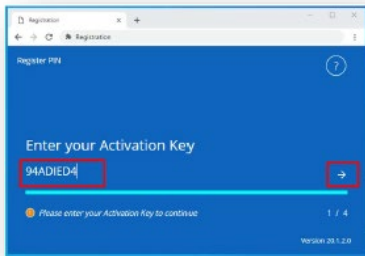 Registration
Registration
Register PIN
?
Enter your Activation Key
94ADIED4
Please enter your Activation Key to continue
1 / 4
Version 20.1.2.0